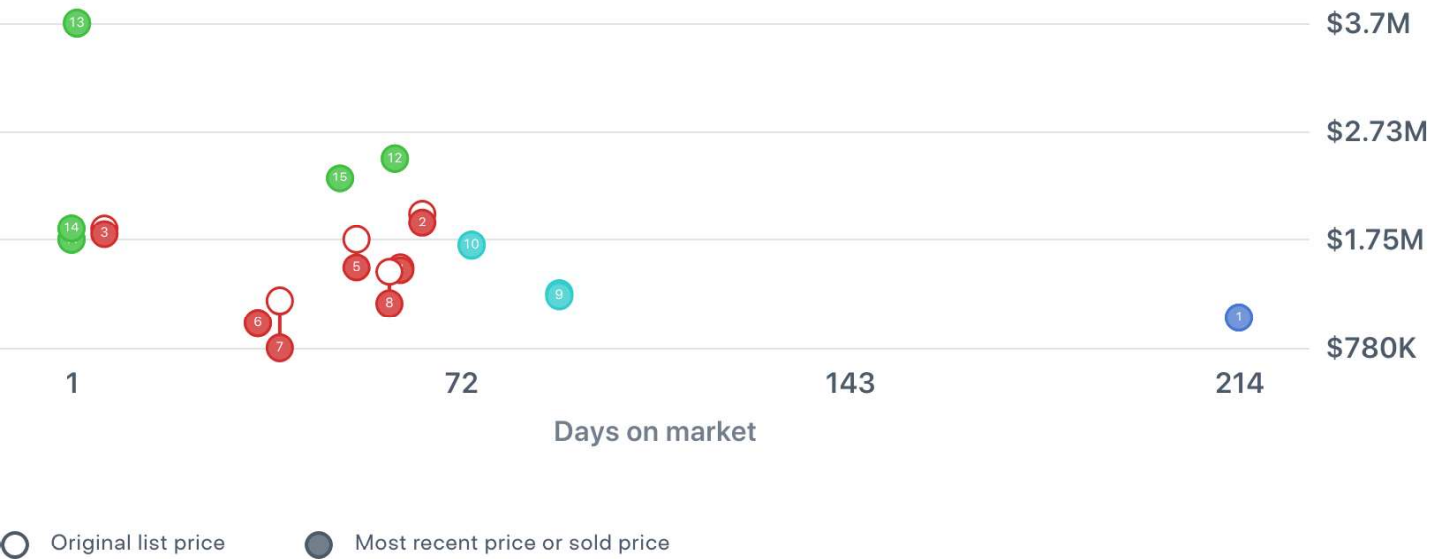 13
$3.7M
$2.73M
12
15
14
3
2
$1.75M
10
5
8
9
6
1
7
$780K
1
72
143
214
Days on market
Original list price
Most recent price or sold price